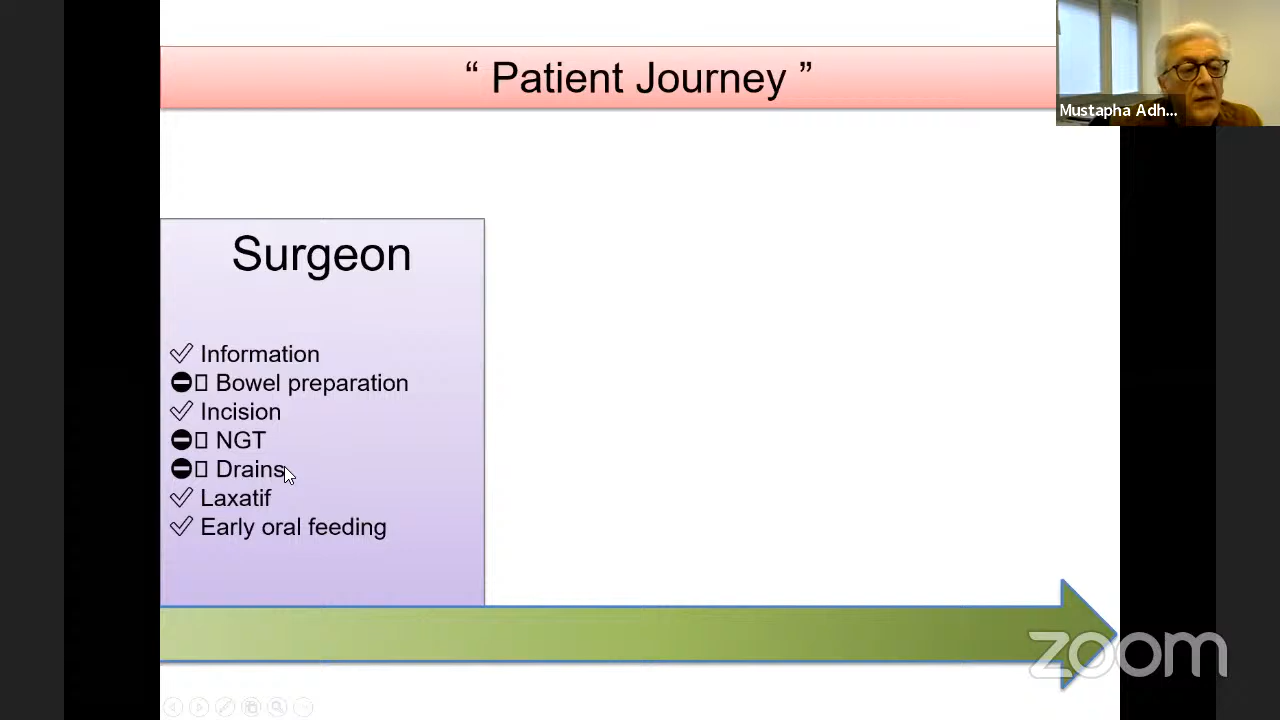 “ Patient Journey ”
Mustapha Adh...
Surgeon
Information
Bowel preparation
Incision
NGT
Drains
Laxatif
Early oral feeding
zoom